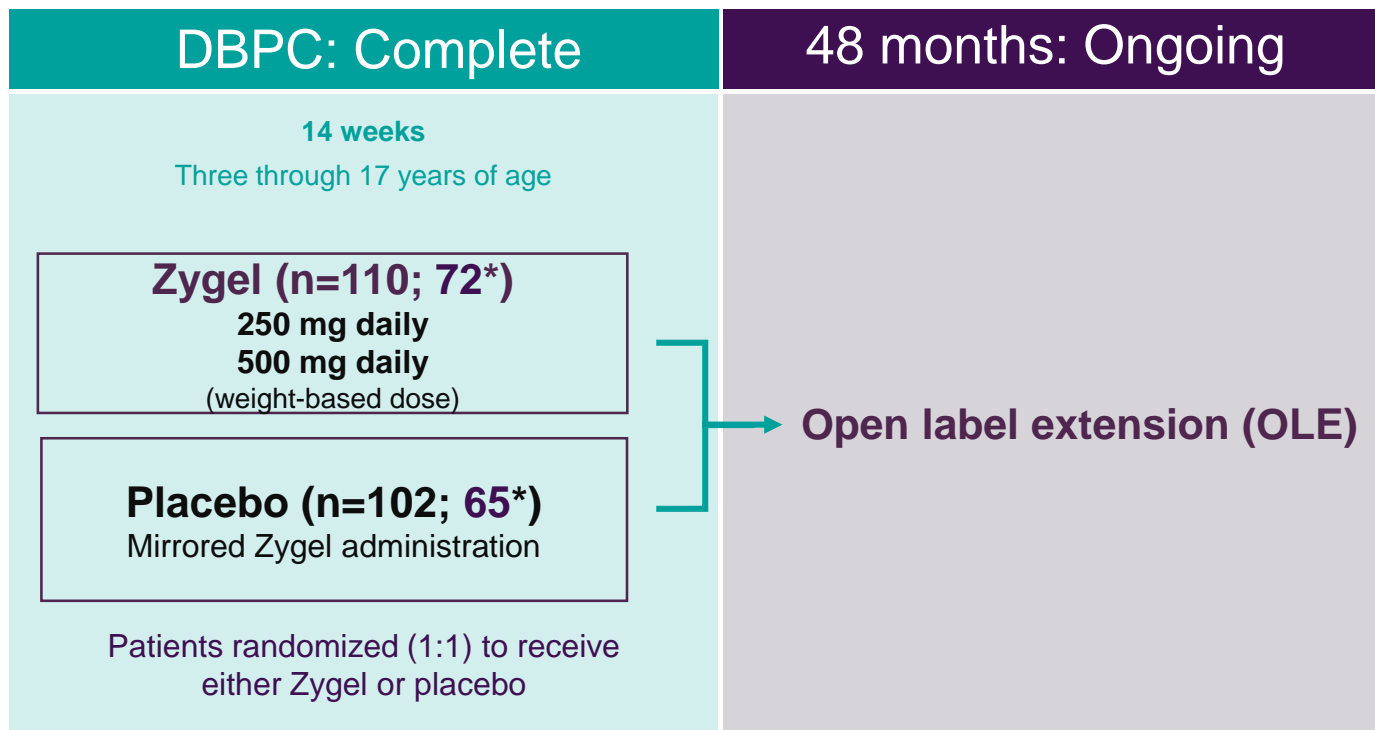 DBPC: Complete
48 months: Ongoing
14 weeks
Three through 17 years of age
Zygel (n=110; 72*)
250 mg daily
500 mg daily
(weight-based dose)
Placebo (n=102; 65*)
Mirrored Zygel administration
Patients randomized (1:1) to receive
either Zygel or placebo
Open label extension (OLE)